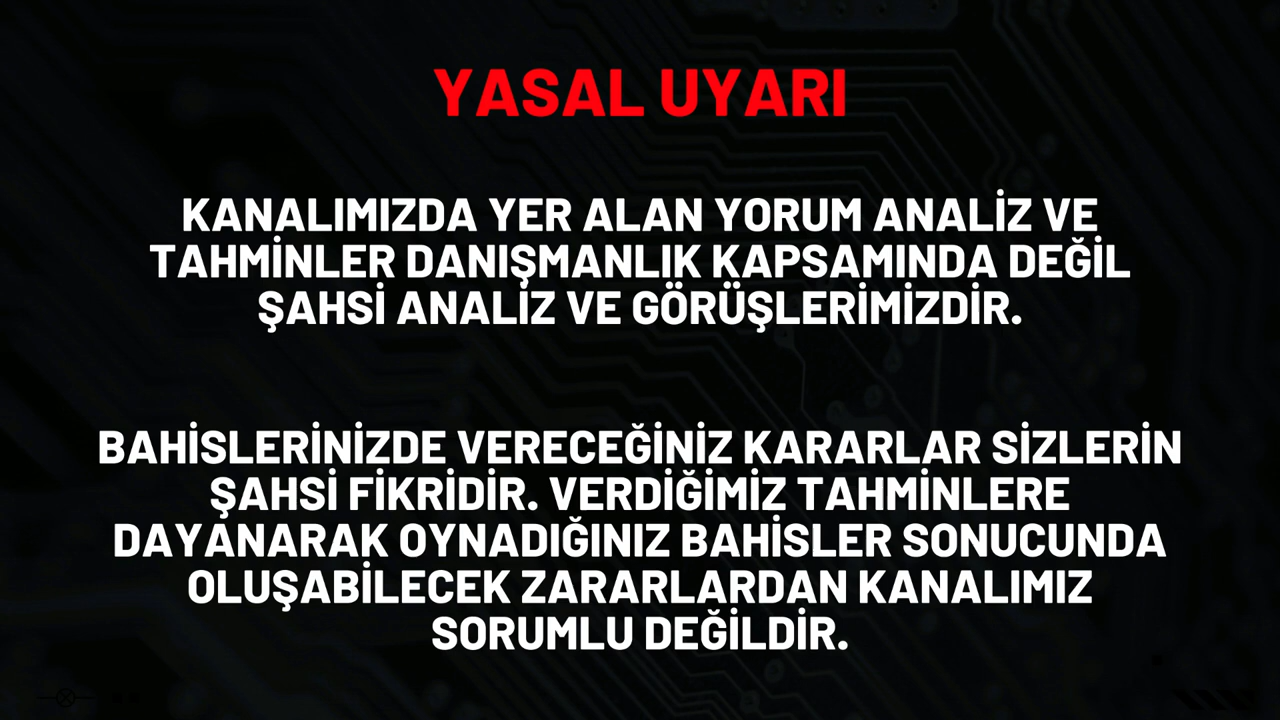 YASAL UYARI
KANALIMIZDA YER ALAN YORUM ANALİZ VE
TAHMİNLER DANIŞMANLIK KAPSAMINDA DEĞİL
ŞAHSİ ANALİZ VE GÖRÜŞLERİMİZDİR.
BAHİSLERİNİZDE VERECEĞİNİZ KARARLAR SİZLERİN
ŞAHSİ FİKRİDİR. VERDİĞİMİZ TAHMİNLERE
DAYANARAK OYNADIĞINIZ BAHİSLER SONUCUNDA
OLUŞABİLECEK ZARARLARDAN KANALIMIZ
SORUMLU DEĞİLDİR.